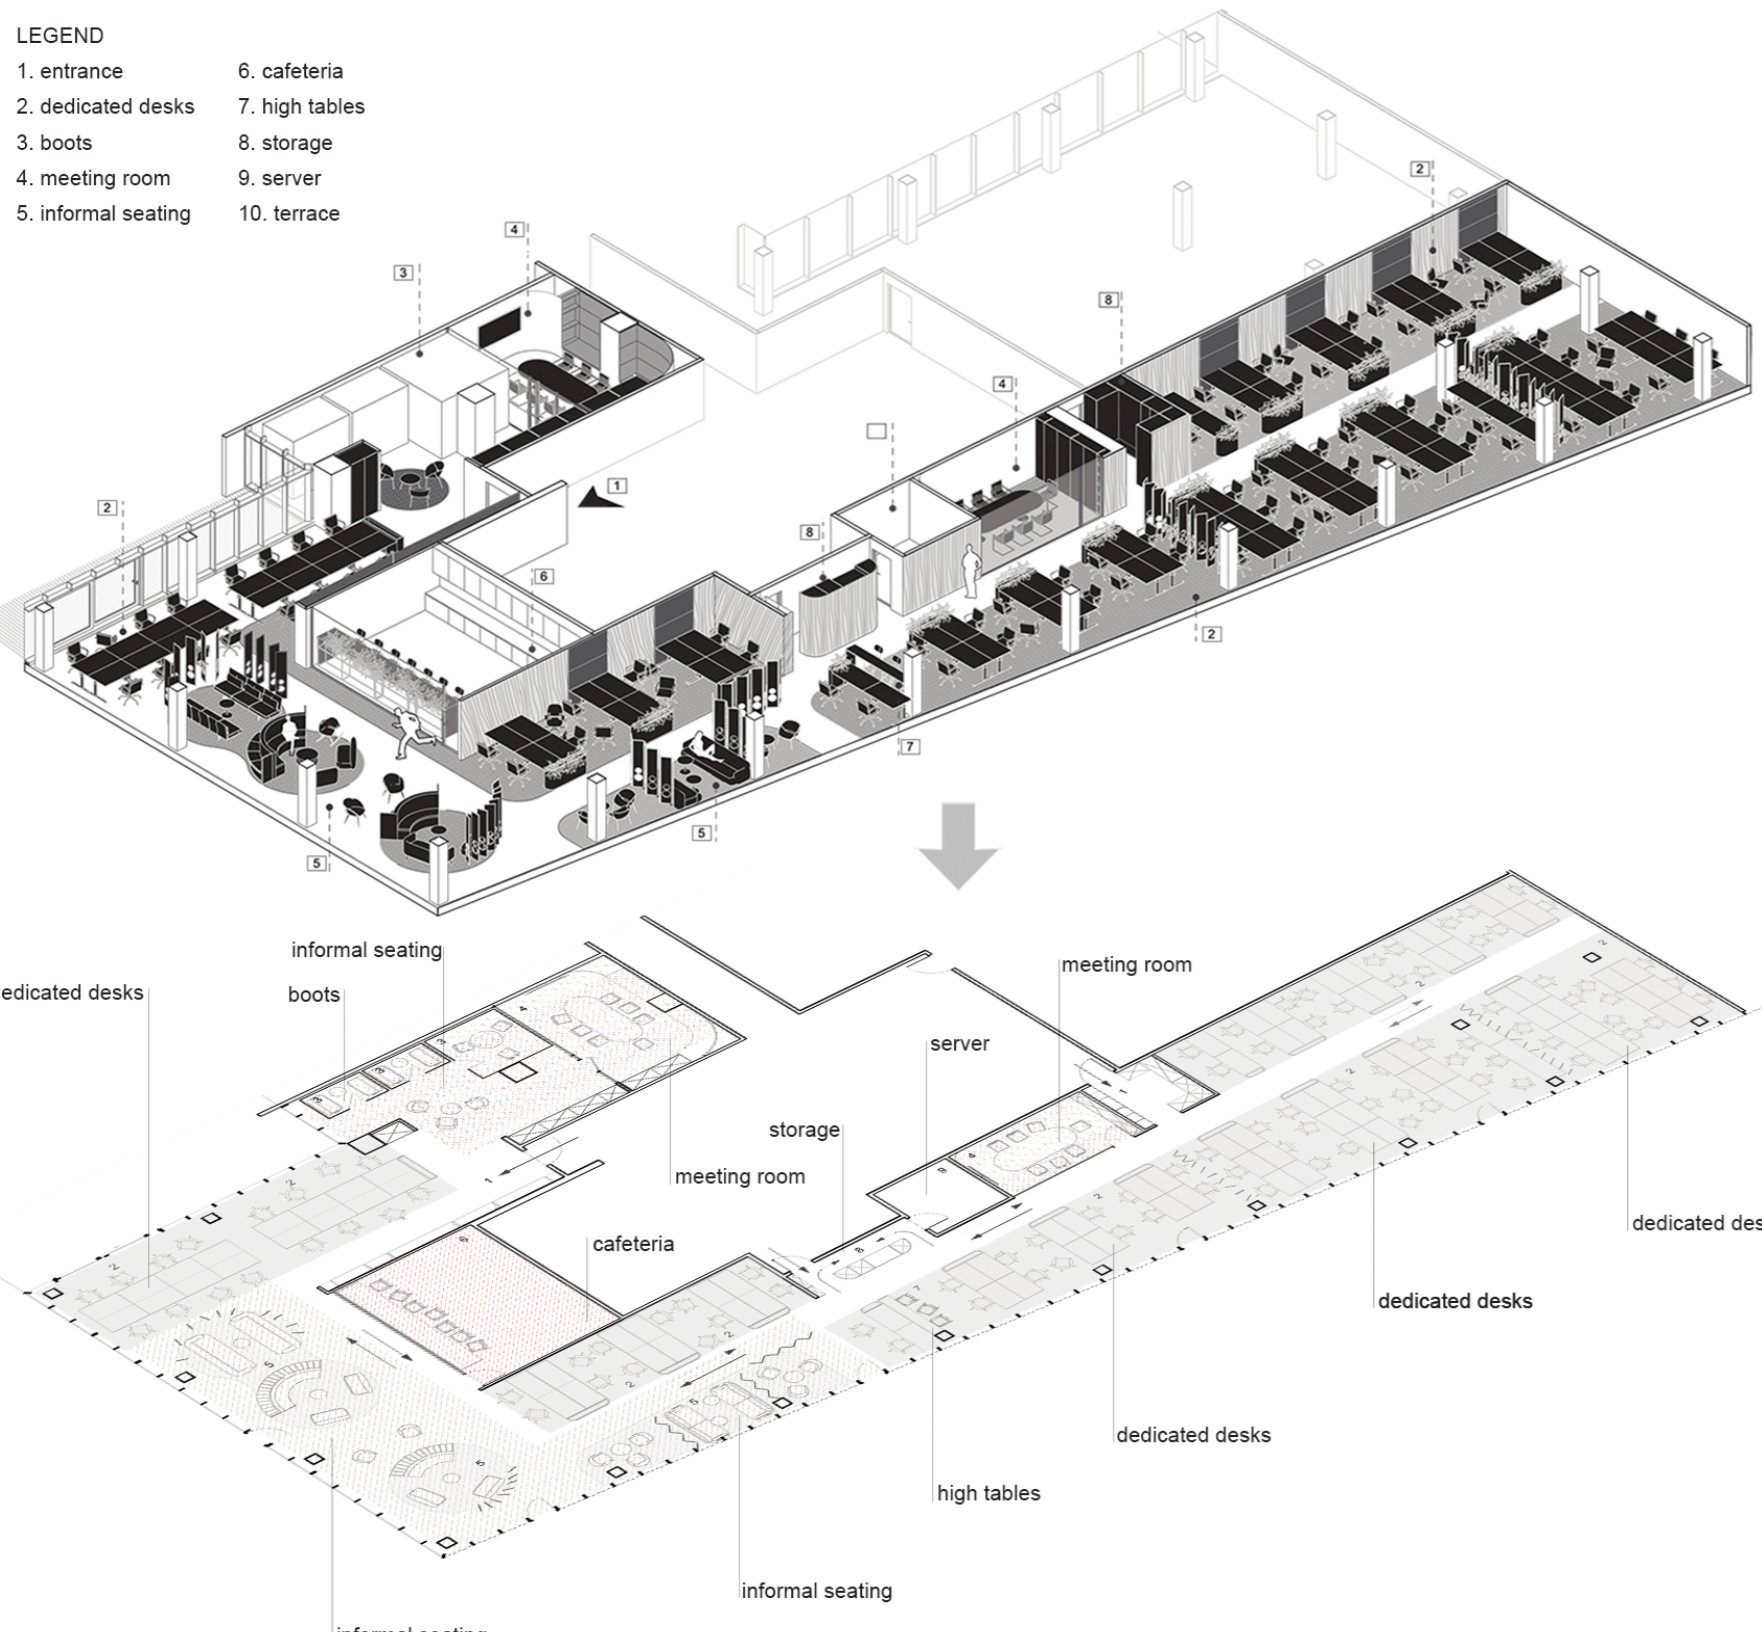 LEGEND
1. entrance
2. dedicated desks
3. boots
4. meeting room
5. informal seating
6. cafeteria
7. high tables
8. storage
9. server
10. terrace
2
4
3
8
4
1
2
8
6
2
7
5
5
informal seating
meeting room
edicated desks
boots
server
storage
meeting room
dedicated des
cafeteria
dedicated desks
dedicated desks
high tables
informal seating
informal seating